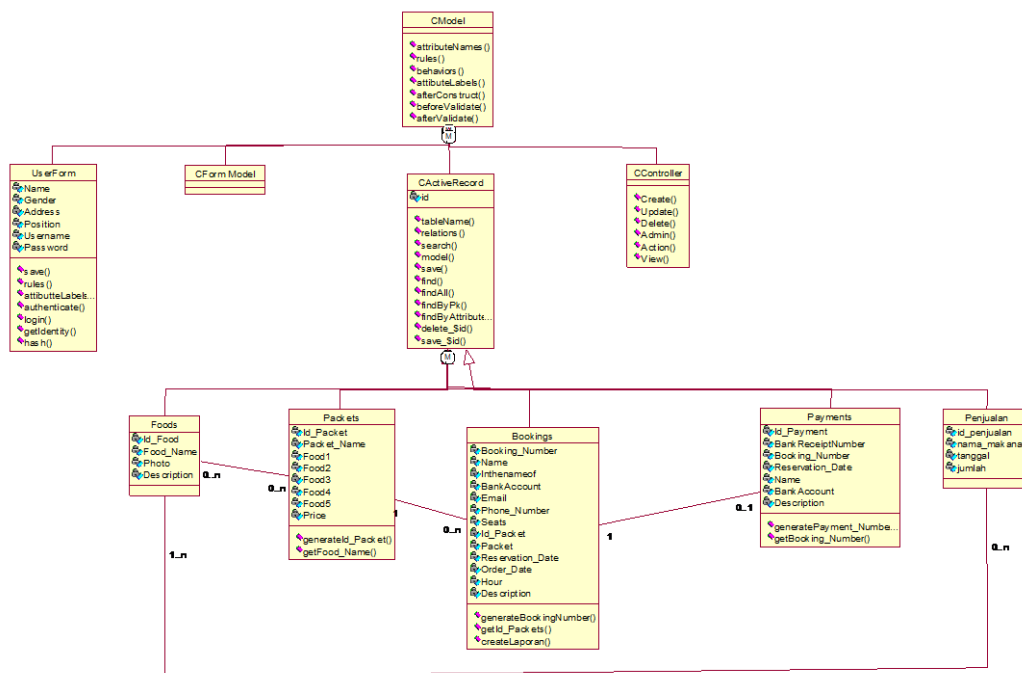 CModel
attributeNames()
rules()
behaviors()
attibuteLabels()
afterConstruct()
beforeValidate()
afterValidate()
M
UserForm
Name
Gender
Address
Position
Username
Password
save()
rules()
attibutteLabels...
authenticate()
login()
getIdentity()
hash()
CForm Model
CActiveRecord
id
tableName()
relations()
search()
model()
save()
find()
findAll()
findByPk()
findByAttribute...
delete_$id()
save_$id()
CController
Create()
Update()
Delete()
Admin()
Action()
View()
M
Foods
Id_Food
Food_Name
Photo
Description
0..n
0..n
1..n
Packets
Id_Packet
Packet_Name
Food1
Food2
Food3
Food4
Food5
Price
generateId_Packet()
getFood_Name()
1
0..n
Bookings
Booking_Number
Name
Inthenameof
BankAccount
Email
Phone_Number
Seats
Id_Packet
Packet
Reservation_Date
Order_Date
Hour
Description
generateBookingNumber()
getId_Packets()
createLaporan()
1
0..1
Payments
Id_Payment
BankReceiptNumber
Booking_Number
Reservation_Date
Name
BankAccount
Description
generatePayment_Numbe...
getBooking_Number()
Penjualan
id_penjualan
nama_makana
tanggal
jumlah
0..n